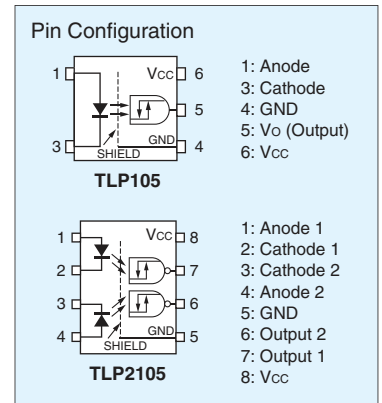 Pin Configuration
1
VCC
6
5
3
GND
4
SHIELD
TLP105
1: Anode
3: Cathode
4: GND
5: VO (Output)
6: VCC
1
VCC
8
2
7
3
6
4
GND
5
SHIELD
TLP2105
1: Anode 1
2: Cathode 1
3: Cathode 2
4: Anode 2
5: GND
6: Output 2
7: Output 1
8: VCC